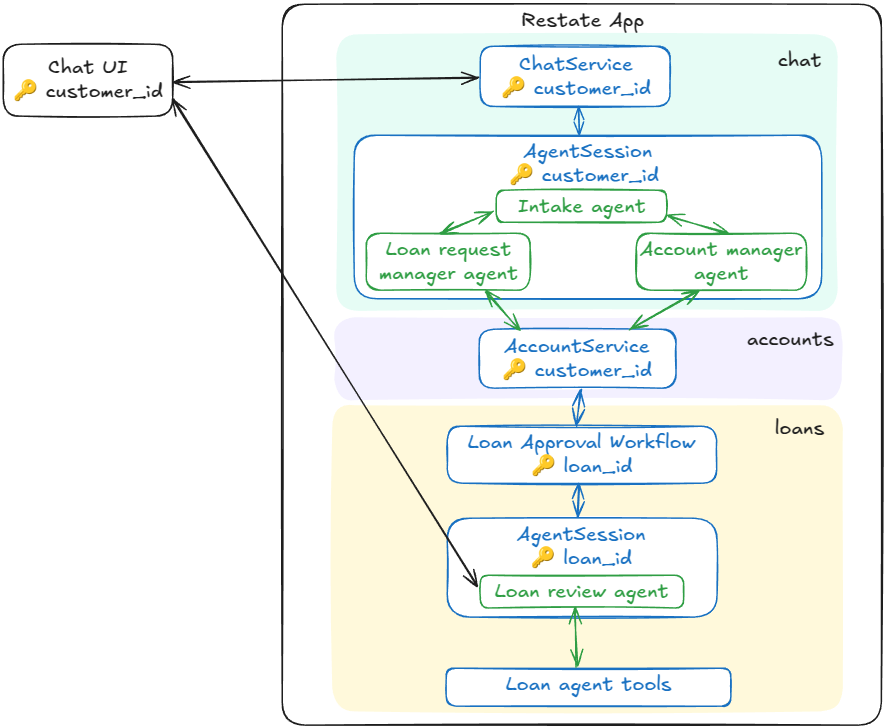 Restate App
Chat UI
🔑 customer_id
chat
ChatService
🔑 customer_id
AgentSession
🔑 customer_id
Intake agent
Loan request
manager agent
Account manager
agent
accounts
AccountService
🔑 customer_id
loans
Loan Approval Workflow
🔑 loan_id
AgentSession
🔑 loan_id
Loan review agent
Loan agent tools